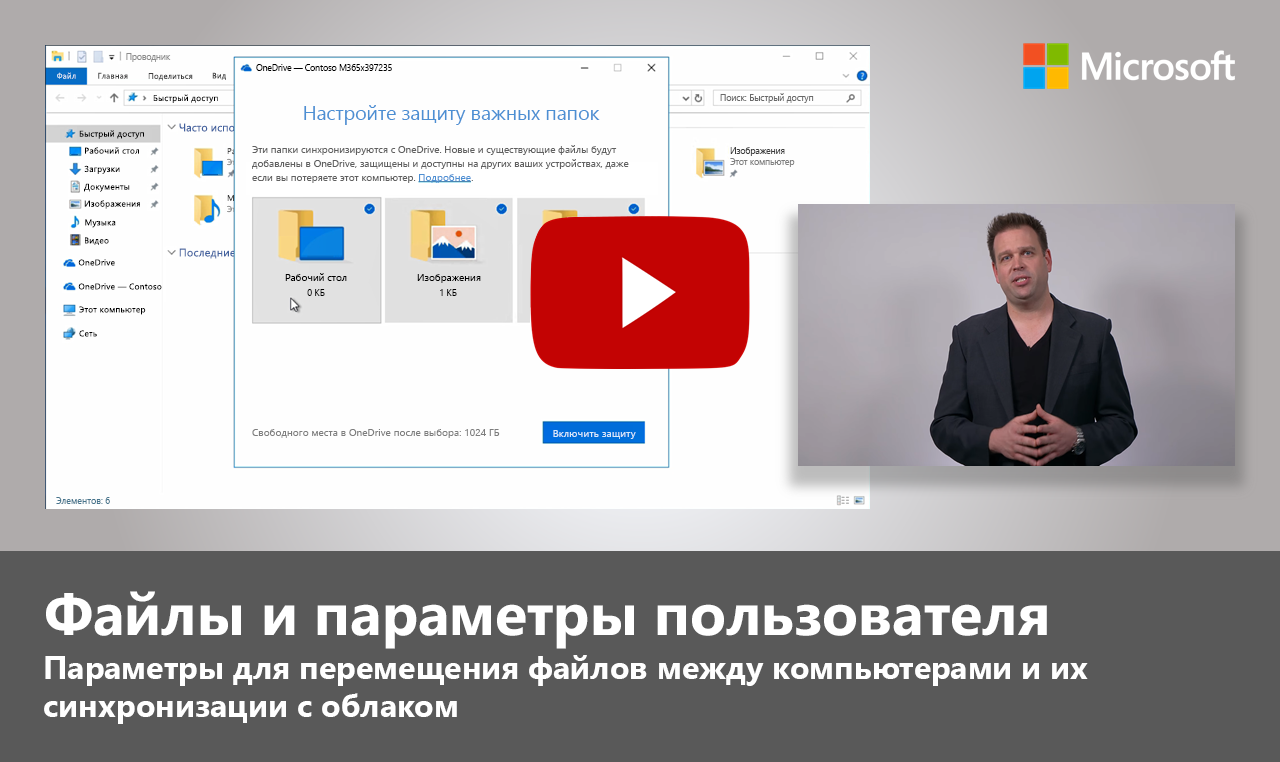 Microsoft
Проводник
Файл
Главная
Поделиться
Вид
Быстрый доступ
Поиск: Быстрый доступ
Быстрый доступ
Рабочий стол
Загрузки
Документы
Изображения
Музыка
Видео
OneDrive
OneDrive — Contoso
Этот компьютер
Сеть
Последние
Изображения
Этот компьютер
OneDrive — Contoso M365x397235
Настройте защиту важных папок
Эти папки синхронизируются с OneDrive. Новые и существующие файлы будут
добавлены в OneDrive, защищены и доступны на других ваших устройствах, даже
если вы потеряете этот компьютер. Подробнее.
Рабочий стол
0 КБ
Изображения
1 КБ
Свободного места в OneDrive после выбора: 1024 ГБ
Включить защиту
Элементов: 6
Файлы и параметры пользователя
Параметры для перемещения файлов между компьютерами и их
синхронизации с облаком